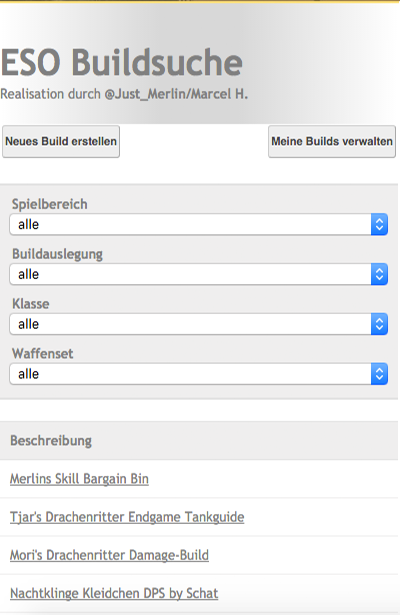 ESO Buildsuche
Realisation durch @Just_Merlin/Marcel H.
Neues Build erstellen
Meine Builds verwalten
Spielbereich
alle
Buildauslegung
alle
Klasse
alle
Waffenset
alle
Beschreibung
Merlins Skill Bargain Bin
Tjar's Drachenritter Endgame Tankguide
Mori's Drachenritter Damage-Build
Nachtklinge Kleidchen DPS by Schat